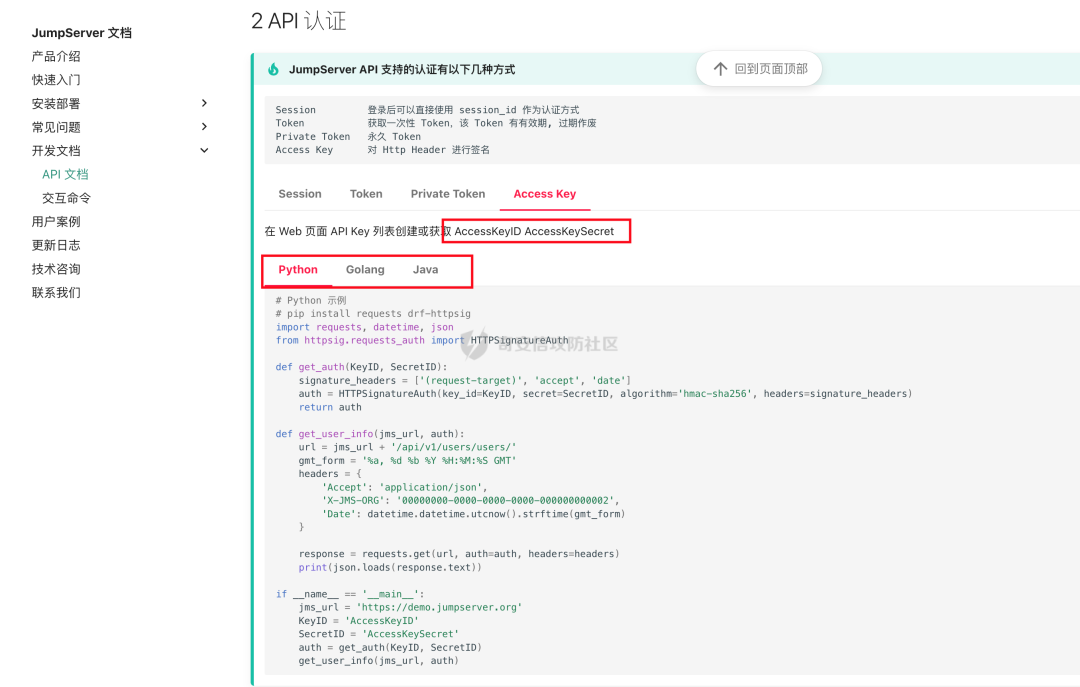 JumpServer 文档
产品介绍
快速入门
安装部署
常见问题
开发文档
API 文档
交互命令
用户案例
更新日志
技术咨询
联系我们
2 API 认证
JumpServer API 支持的认证有以下几种方式
回到页面顶部
Session 登录后可以直接使用 session_id 作为认证方式
Token 获取一次性 Token，该 Token 有有效期, 过期作废
Private Token 永久 Token
Access Key 对 Http Header 进行签名
Session Token Private Token Access Key
在 Web 页面 API Key 列表创建或获取 AccessKeyID AccessKeySecret
Python Golang Java
# Python 示例
# pip install requests drf-httpsig
import requests, datetime, json
from httpsig.requests_auth import HTTPSignatureAuth
奇安信攻防社区
def get_auth(KeyID, SecretID):
    signature_headers = ['(request-target)', 'accept', 'date']
    auth = HTTPSignatureAuth(key_id=KeyID, secret=SecretID, algorithm='hmac-sha256', headers=signature_headers)
    return auth
def get_user_info(jms_url, auth):
    url = jms_url + '/api/v1/users/users/'
    gmt_form = '%a, %d %b %Y %H:%M:%S GMT'
    headers = {
        'Accept': 'application/json',
        'X-JMS-ORG': '00000000-0000-0000-0000-000000000002',
        'Date': datetime.datetime.utcnow().strftime(gmt_form)
    }
    response = requests.get(url, auth=auth, headers=headers)
    print(json.loads(response.text))
if __name__ == '__main__':
    jms_url = 'https://demo.jumpserver.org'
    KeyID = 'AccessKeyID'
    SecretID = 'AccessKeySecret'
    auth = get_auth(KeyID, SecretID)
    get_user_info(jms_url, auth)